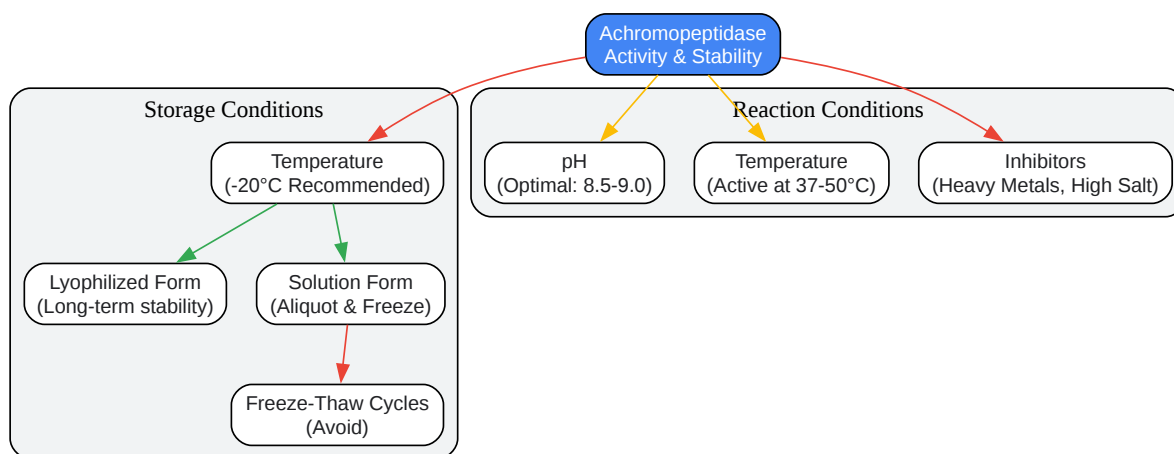 Achromopeptidase
Activity & Stability
Storage Conditions
Reaction Conditions
Temperature
(-20°C Recommended)
pH
(Optimal: 8.5-9.0)
Temperature
(Active at 37-50°C)
Inhibitors
(Heavy Metals, High Salt)
Lyophilized Form
(Long-term stability)
Solution Form
(Aliquot & Freeze)
Freeze-Thaw Cycles
(Avoid)